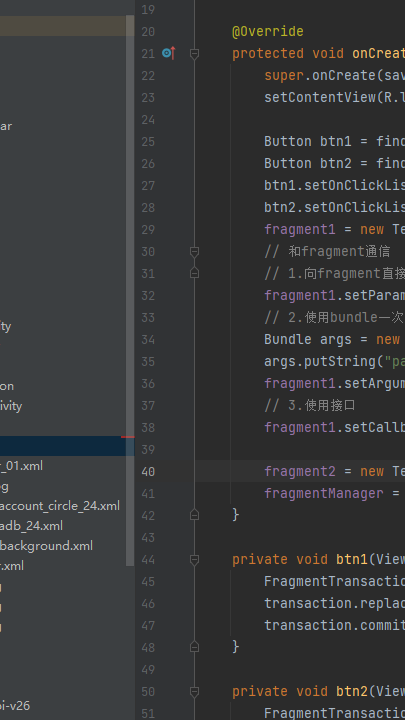 ar
ity
on
tivity
r_01.xml
og
account_circle_24.xml
adb_24.xml
background.xml
r.xml
pi-v26
19
20 @Override
21 protected void onCreat
22 super.onCreate(sav
23 setContentView(R.l
24
25 Button btn1 = find
26 Button btn2 = find
27 btn1.setOnClickLis
28 btn2.setOnClickLis
29 fragment1 = new Te
30 // 和fragment通信
31 // 1.向fragment直接
32 fragment1.setParam
33 // 2.使用bundle一次
34 Bundle args = new
35 args.putString("pa
36 fragment1.setArgum
37 // 3.使用接口
38 fragment1.setCallb
39
40 fragment2 = new Te
41 fragmentManager =
42 }
43
44 private void btn1(View
45 FragmentTransactio
46 transaction.replac
47 transaction.commit
48 }
49
50 private void btn2(View
51 FragmentTransactio